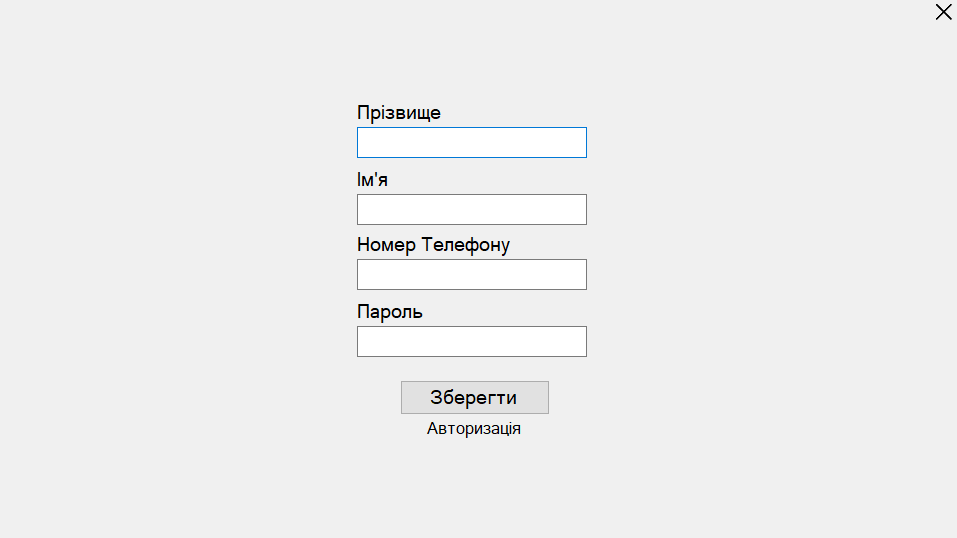 Прізвище
Ім'я
Номер Телефону
Пароль
Зберегти
Авторизація